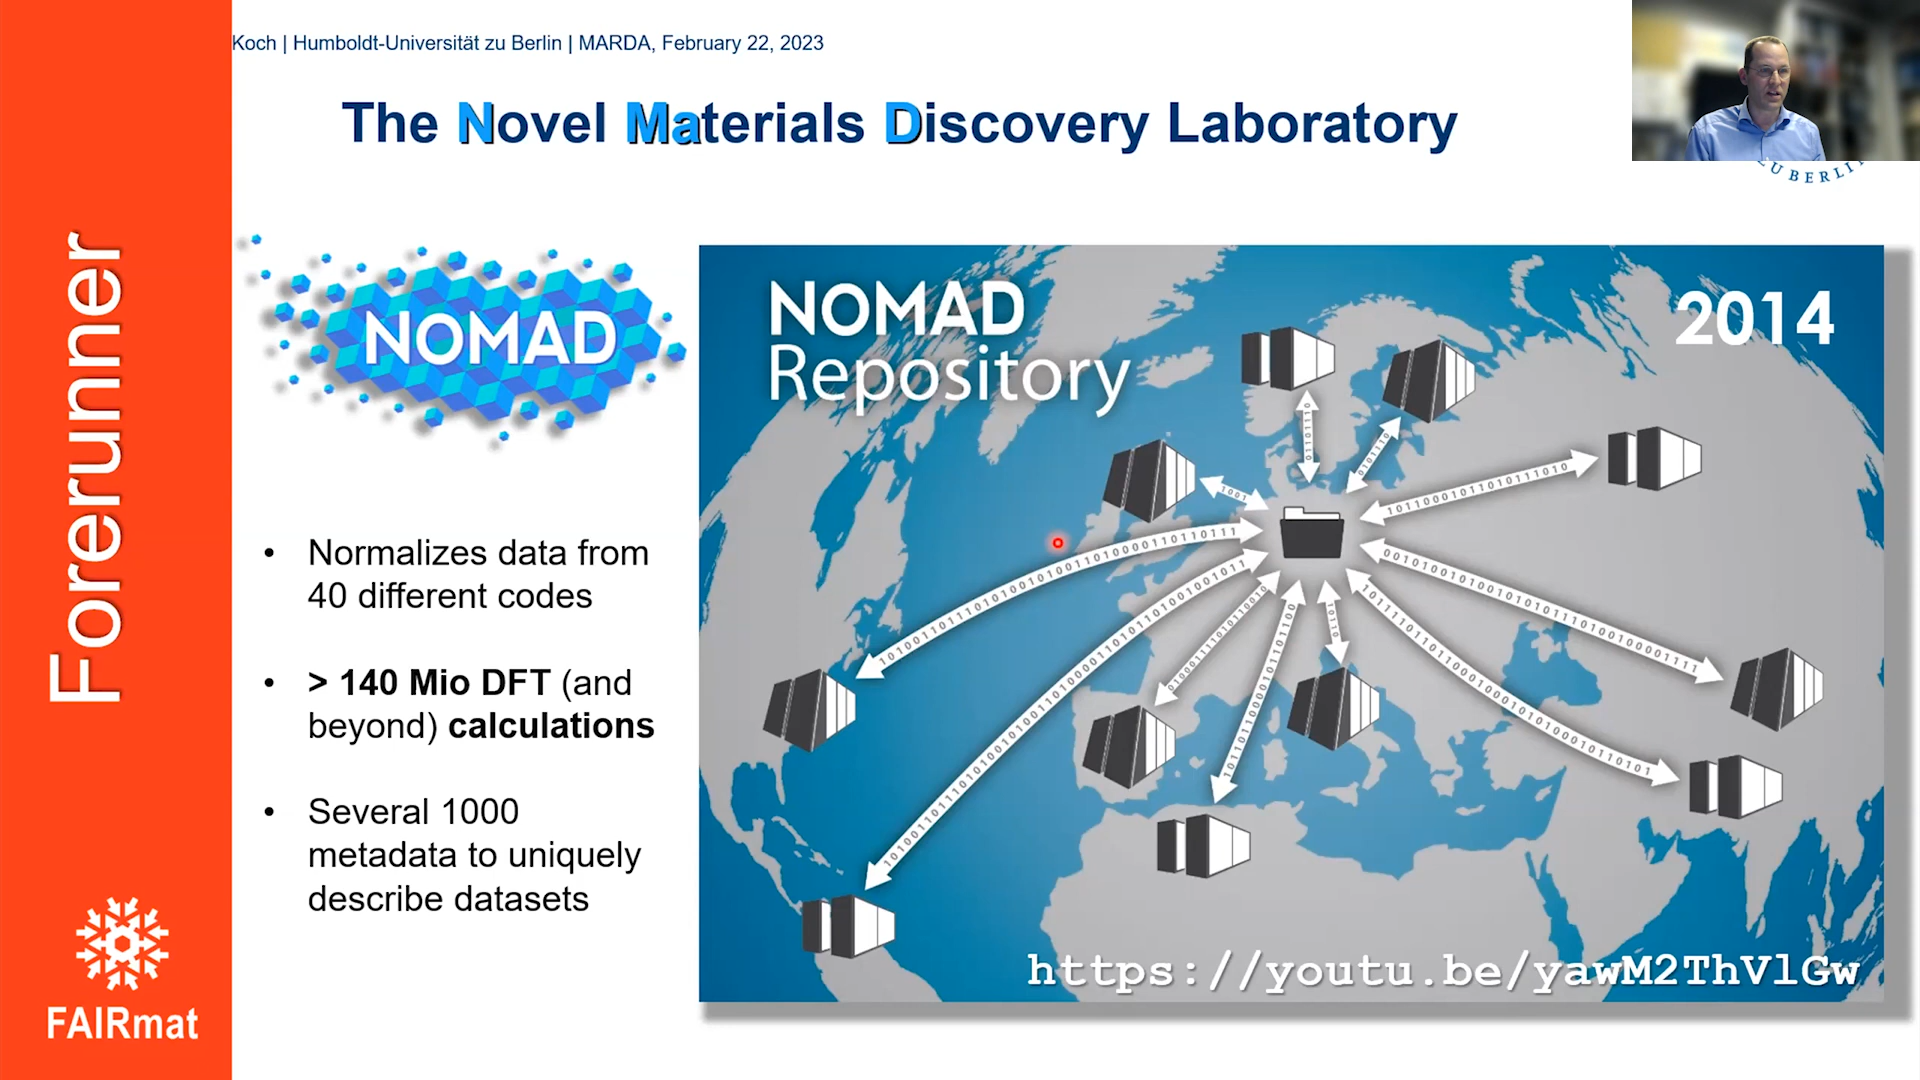 Koch | Humboldt-Universität zu Berlin | MARDA, February 22, 2023
The Novel Materials Discovery Laboratory
U BERLI
Forerunner
NOMAD
NOMAD
Repository
2014
• Normalizes data from
40 different codes
• > 140 Mio DFT (and
beyond) calculations
• Several 1000
metadata to uniquely
describe datasets
https://youtu.be/yawM2ThVlGw
FAIRmat